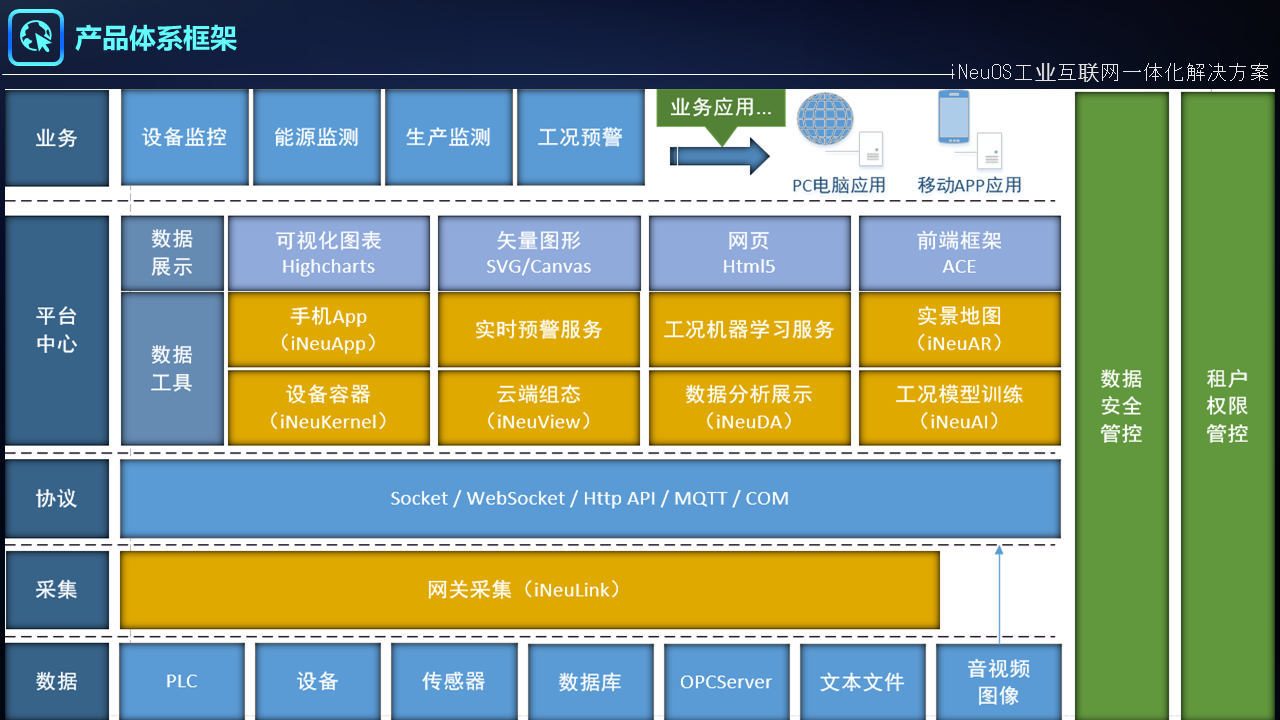 产品体系框架
iNeuOS工业互联网一体化解决方案
业务
设备监控
能源监测
生产监测
工况预警
业务应用...
PC电脑应用
移动APP应用
平台
中心
数据
展示
可视化图表
Highcharts
矢量图形
SVG/Canvas
网页
Html5
前端框架
ACE
数据
工具
手机App
（iNeuApp）
实时预警服务
工况机器学习服务
实景地图
（iNeuAR）
设备容器
（iNeuKernel）
云端组态
（iNeuView）
数据分析展示
（iNeuDA）
工况模型训练
（iNeuAI）
协议
Socket / WebSocket / Http API / MQTT / COM
采集
网关采集（iNeuLink）
数据
PLC
设备
传感器
数据库
OPCServer
文本文件
音视频
图像
数据
安全
管控
租户
权限
管控